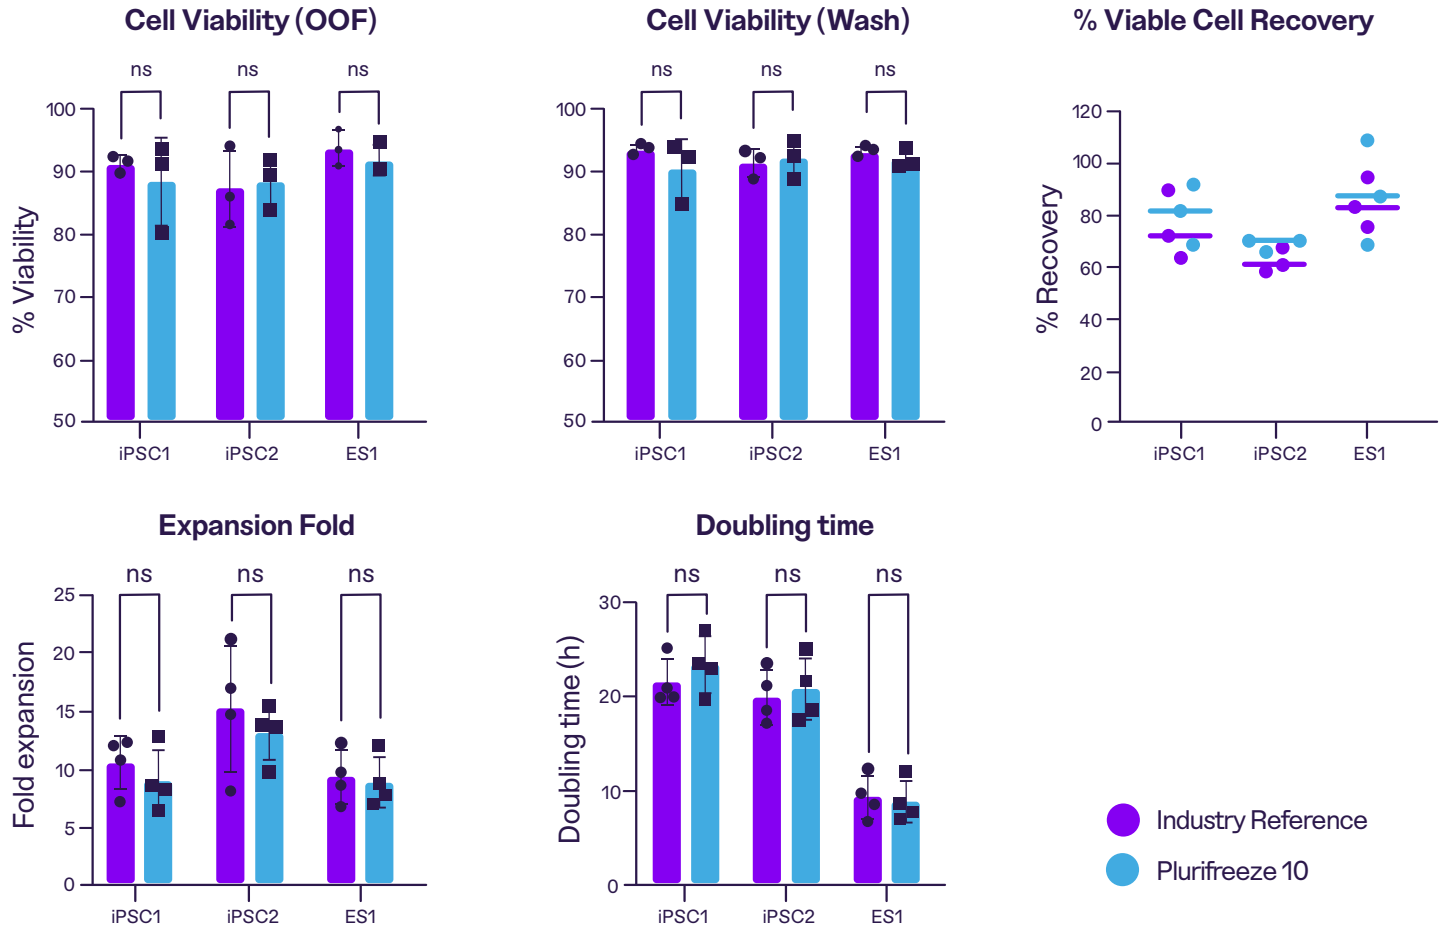 Cell Viability (OOF)
ns ns ns
100
90
80
70
60
50
% Viability
iPSC1 iPSC2 ES1
Cell Viability (Wash)
ns ns ns
100
90
80
70
60
50
iPSC1 iPSC2 ES1
% Viable Cell Recovery
120
100
80
60
40
20
0
% Recovery
iPSC1 iPSC2 ES1
Expansion Fold
ns ns ns
25
20
15
10
5
0
Fold expansion
iPSC1 iPSC2 ES1
Doubling time
ns ns ns
30
20
10
0
Doubling time (h)
iPSC1 iPSC2 ES1
Industry Reference
Plurifreeze 10